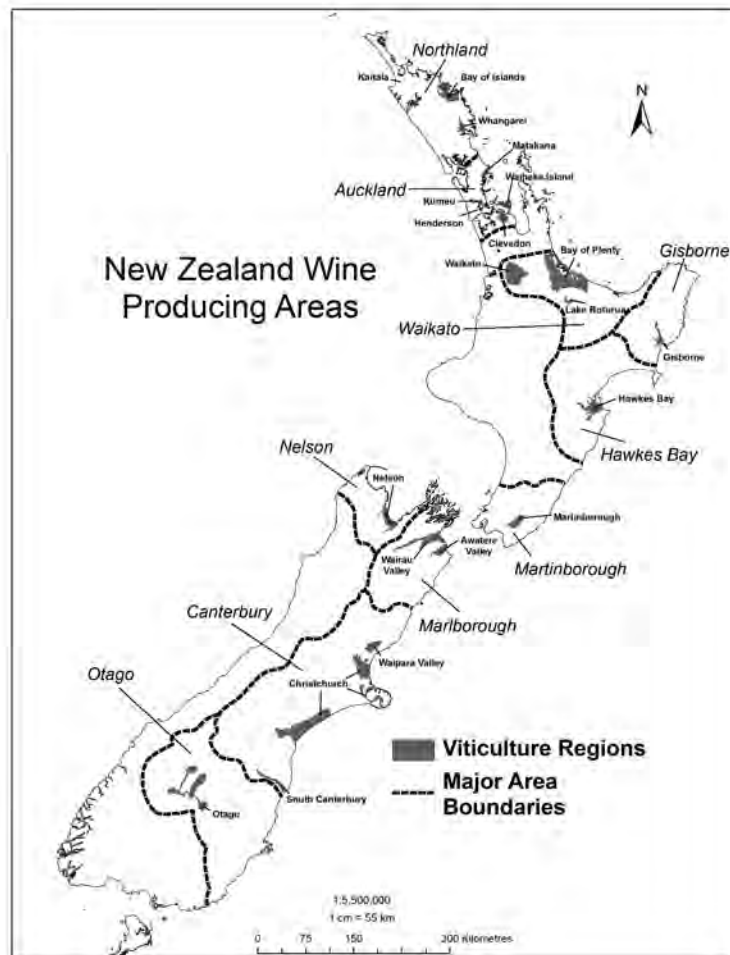 Northland
Kaitaia
Bay of Islands
Whangarei
N
Matakana
Waiheke Island
Auckland
Kumeu
Henderson
Clevedon
Bay of Plenty
Gisborne
Waikato
New Zealand Wine
Producing Areas
Lake Rotorua
Waikato
Gisborne
Hawkes Bay
Hawkes Bay
Nelson
Nelson
Martinborough
Awatere
Valley
Wairau
Valley
Martinborough
Canterbury
Marlborough
Waipara Valley
Otago
Christchurch
Viticulture Regions
Major Area
Boundaries
South Canterbury
Otago
1:5,500,000
1 cm = 55 km
0 75 150 200 Kilometres